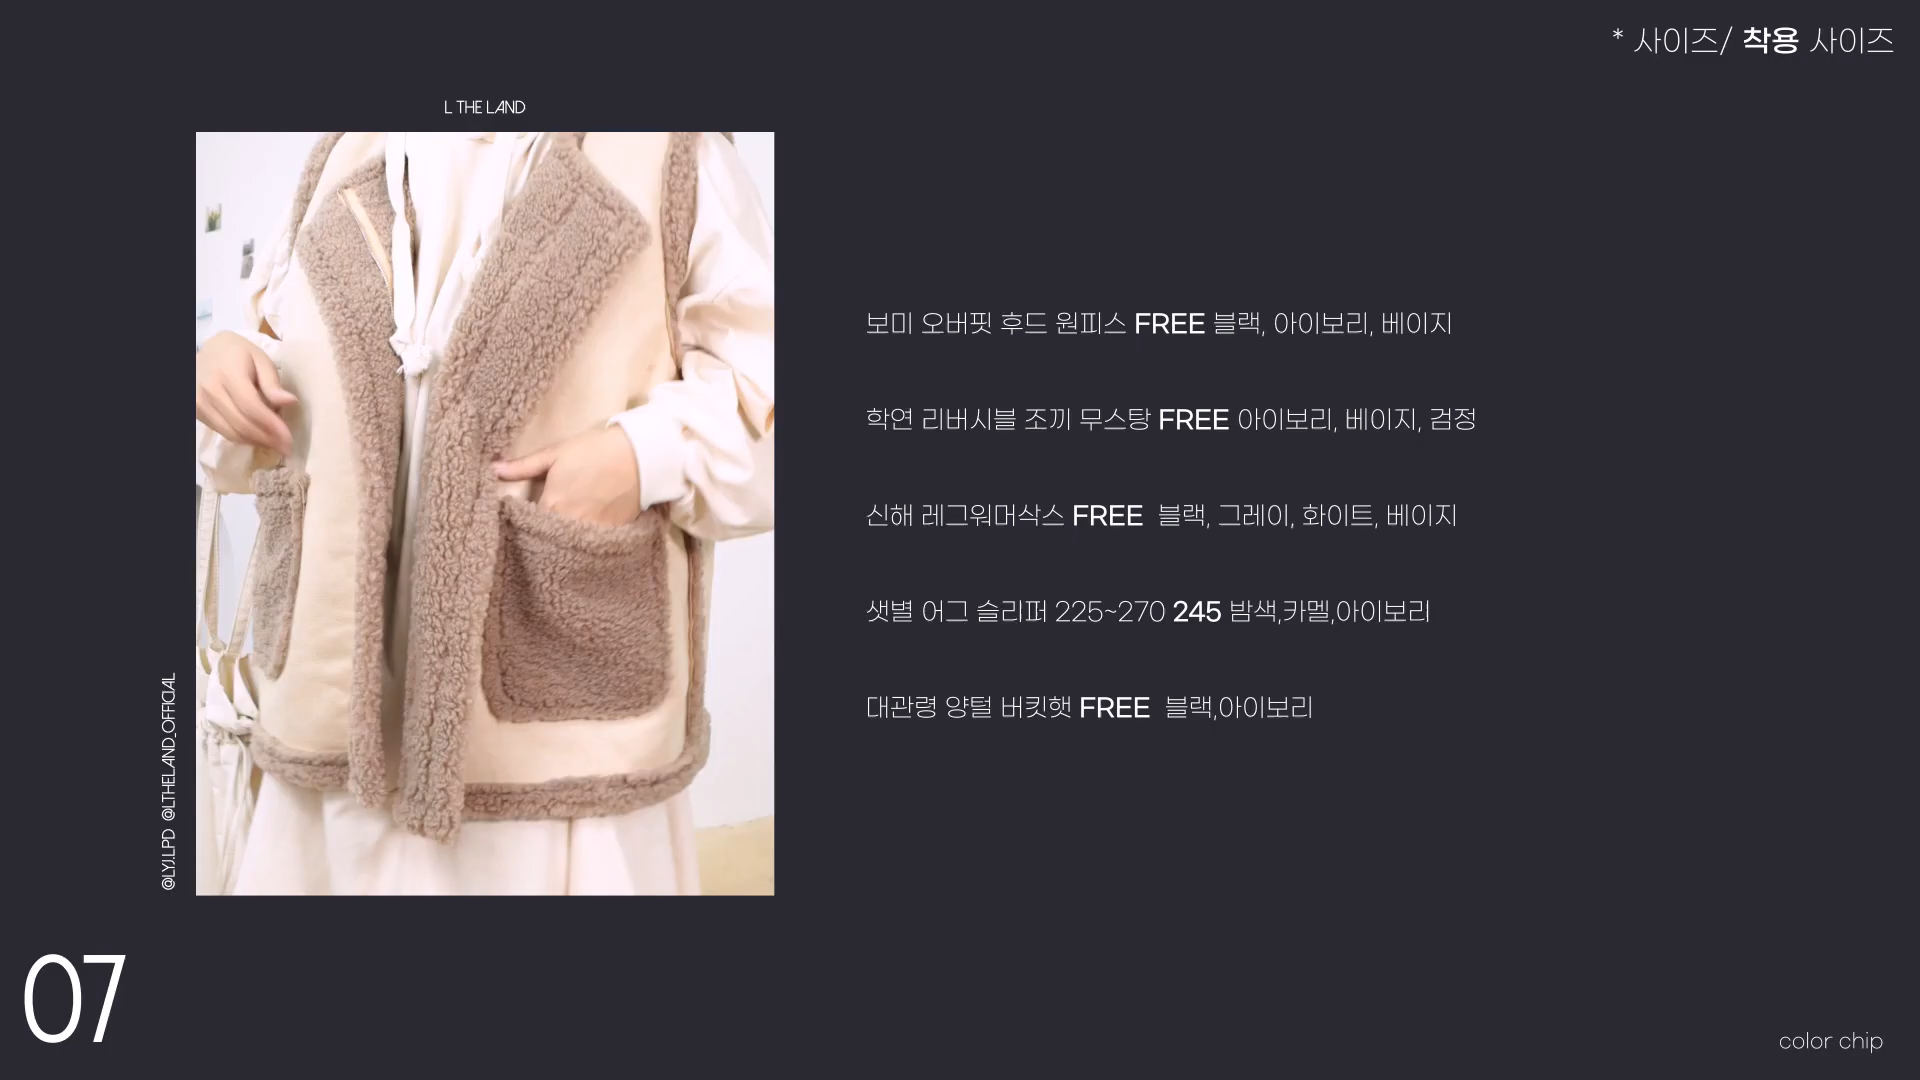 * 사이즈/ 착용 사이즈
L THE LAND
보미 오버핏 후드 원피스 FREE 블랙, 아이보리, 베이지
학연 리버시블 조끼 무스탕 FREE 아이보리, 베이지, 검정
신해 레그워머삭스 FREE 블랙, 그레이, 화이트, 베이지
샛별 어그 슬리퍼 225~270 245 밤색,카멜,아이보리
대관령 양털 버킷햇 FREE 블랙,아이보리
@LYJ.LPD @LTHELAND_OFFICIAL
07
color chip